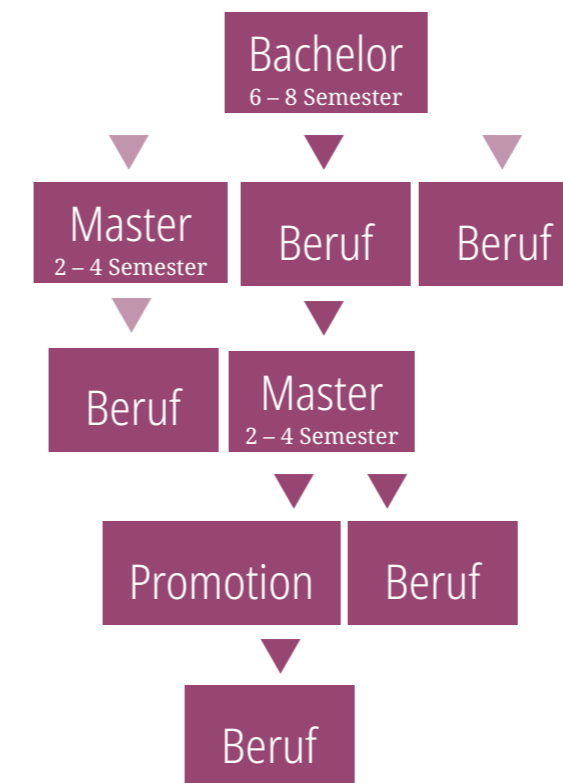 Bachelor
6 – 8 Semester
Master
2 – 4 Semester
Beruf
Beruf
Beruf
Master
2 – 4 Semester
Promotion
Beruf
Beruf